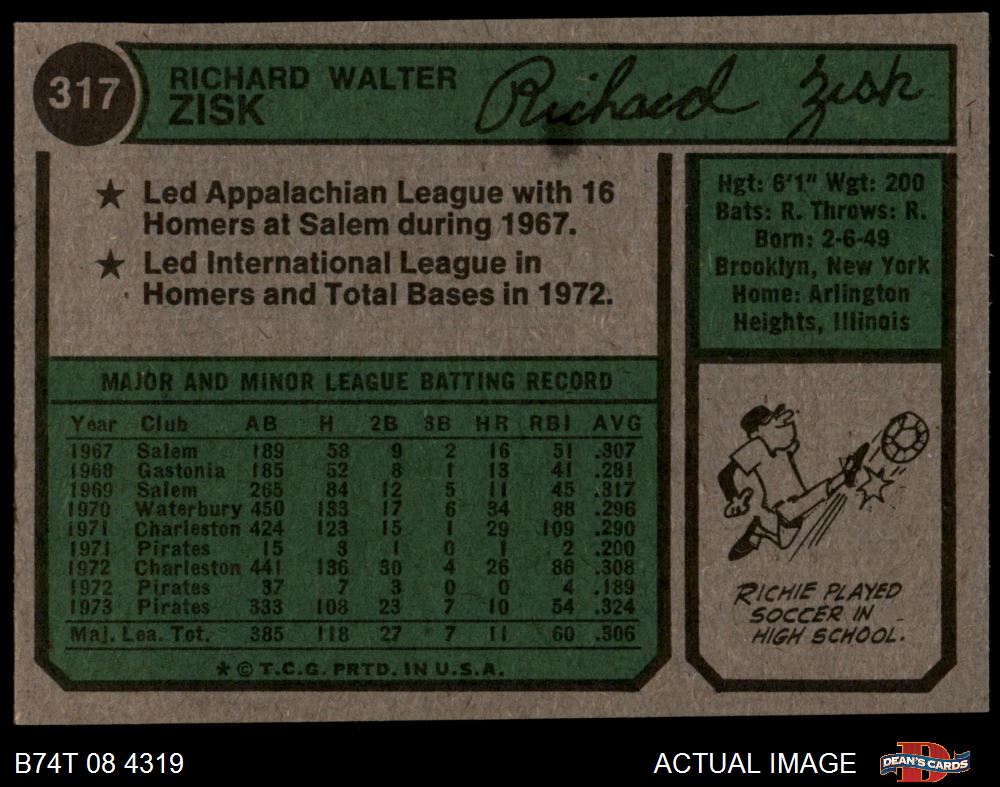 317
RICHARD WALTER
ZISK
Richard Zisk
★ Led Appalachian League with 16
Homers at Salem during 1967.
★ Led International League in
Homers and Total Bases in 1972.
Hgt: 6'1" Wgt: 200
Bats: R. Throws: R.
Born: 2-6-49
Brooklyn, New York
Home: Arlington
Heights, Illinois
MAJOR AND MINOR LEAGUE BATTING RECORD
Year Club AB H 2B 3B HR RBI AVG
1967 Salem 189 58 9 2 16 51 .307
1968 Gastonia 185 52 8 1 13 41 .281
1969 Salem 265 84 12 5 11 45 .317
1970 Waterbury 450 133 17 6 34 88 .296
1971 Charleston 424 123 15 1 29 109 .290
1971 Pirates 15 3 1 0 1 2 .200
1972 Charleston 441 136 30 4 26 86 .308
1972 Pirates 37 7 3 0 0 4 .189
1973 Pirates 333 108 23 7 10 54 .324
Maj. Lea. Tot. 385 118 27 7 11 60 .306
★ © T.C.G. PRTD. IN U.S.A.
RICHIE PLAYED
SOCCER IN
HIGH SCHOOL.
B74T 08 4319
ACTUAL IMAGE
DEAN'S CARDS